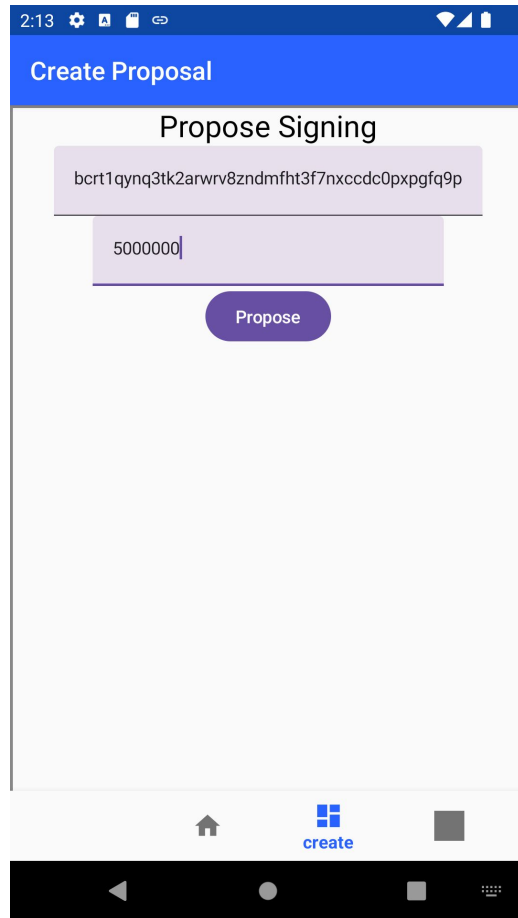 2:13
Create Proposal
Propose Signing
bcrt1qynq3tk2arwrv8zndmfht3f7nxccdc0pxpgfq9p
5000000
Propose
create